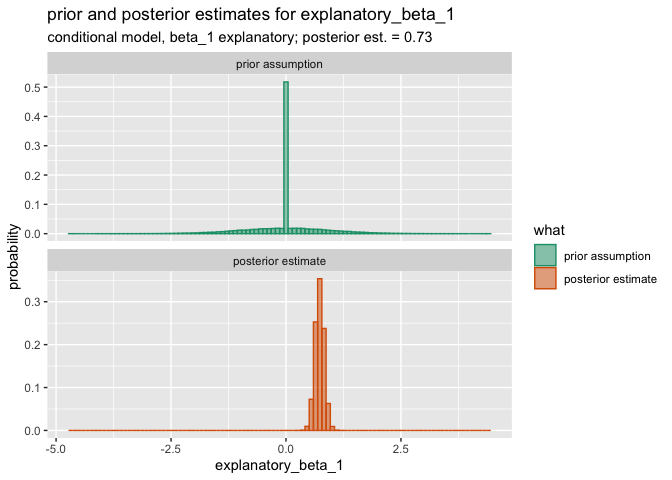 prior and posterior estimates for explanatory_beta_1
conditional model, beta_1 explanatory; posterior est. = 0.73
prior assumption
0.5
0.4
0.3
0.2
0.1
0.0
probability
posterior estimate
0.3
0.2
0.1
0.0
-5.0
-2.5
0.0
2.5
explanatory_beta_1
what
prior assumption
posterior estimate